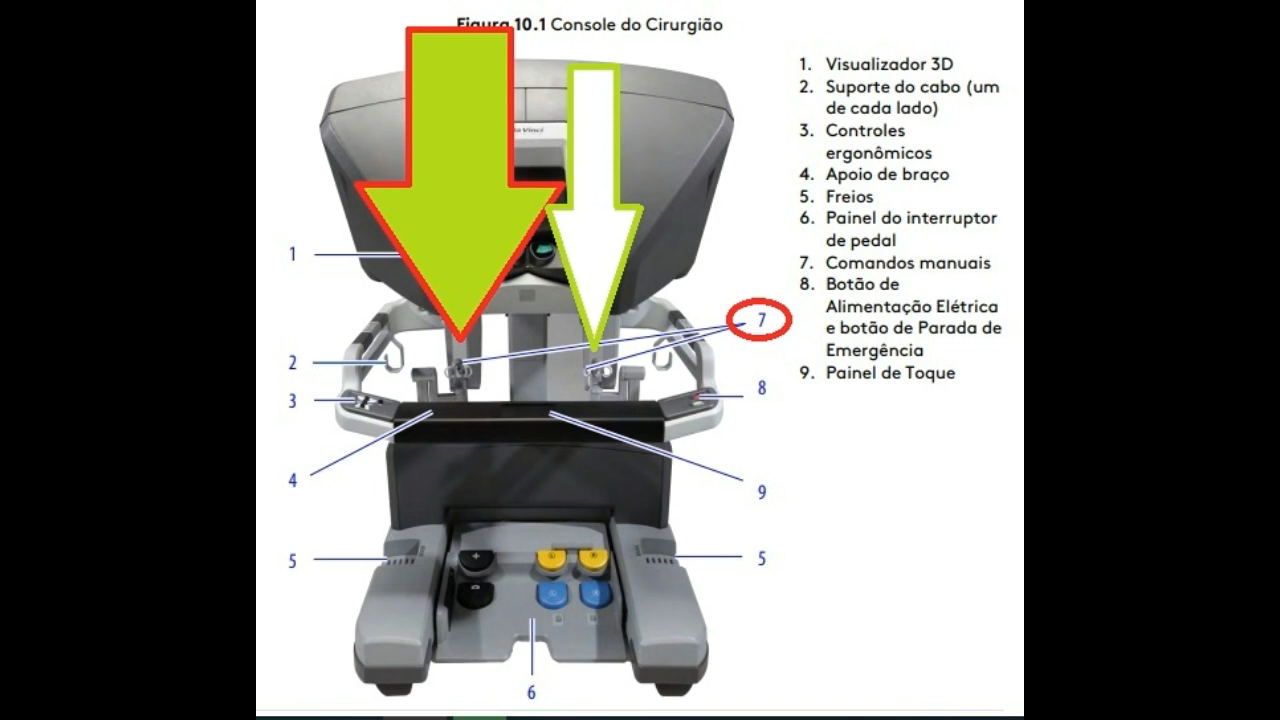 Figura 10.1 Console do Cirurgião
da Vinci
1. Visualizador 3D
2. Suporte do cabo (um
de cada lado)
3. Controles
ergonômicos
4. Apoio de braço
5. Freios
6. Painel do interruptor
de pedal
7. Comandos manuais
8. Botão de
Alimentação Elétrica
e botão de Parada de
Emergência
9. Painel de Toque
1
7
2
3
8
4
9
5
5
6